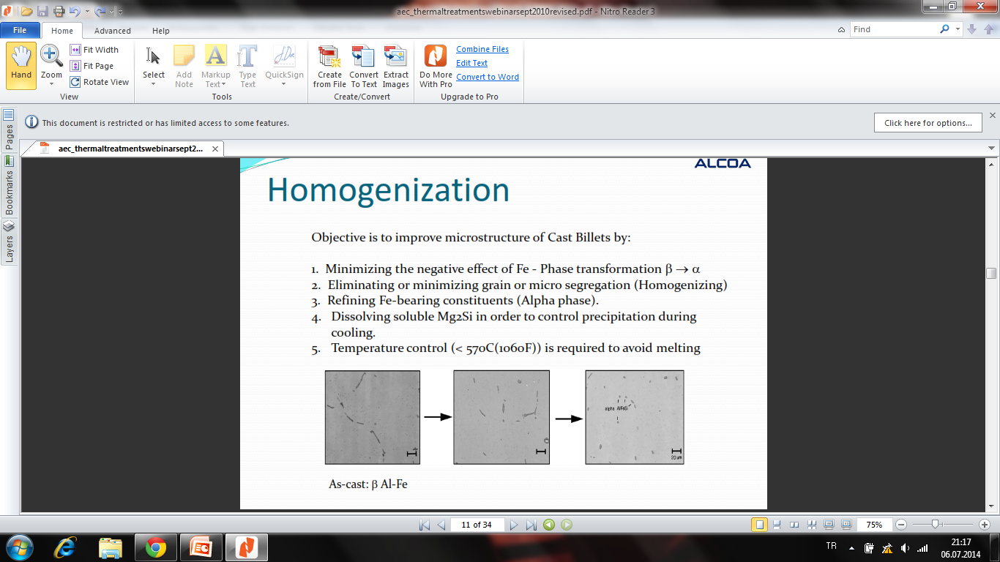 aec_thermaltreatmentswebinarsept2010revised.pdf - Nitro Reader 3
File
Home
Advanced
Help
Find
Hand
Zoom
Fit Width
Fit Page
Rotate View
View
Select
Add Note
Markup Text
Type Text
QuickSign
Tools
Create from File
Convert To Text
Extract Images
Create/Convert
Do More With Pro
Combine Files
Edit Text
Convert to Word
Upgrade to Pro
This document is restricted or has limited access to some features.
Click here for options...
Pages
Bookmarks
Layers
aec_thermaltreatmentswebinarsept2...
ALCOA
Homogenization
Objective is to improve microstructure of Cast Billets by:
1. Minimizing the negative effect of Fe - Phase transformation β → α
2. Eliminating or minimizing grain or micro segregation (Homogenizing)
3. Refining Fe-bearing constituents (Alpha phase).
4. Dissolving soluble Mg2Si in order to control precipitation during
cooling.
5. Temperature control (< 570C(1060F)) is required to avoid melting
alpha AlFeSi
20 um
As-cast: β Al-Fe
11 of 34
75%
TR
21:17
06.07.2014